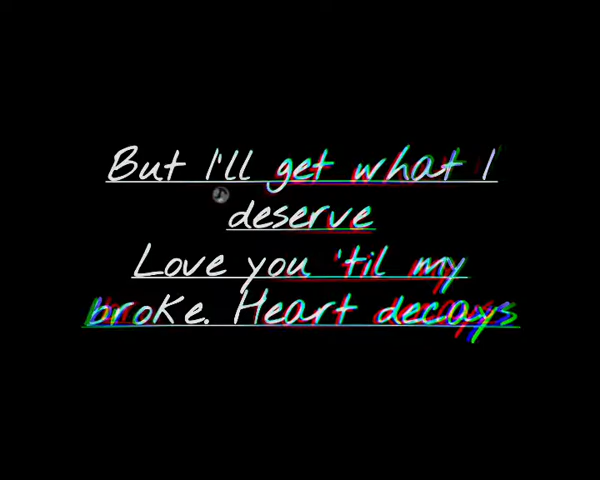 But I'll get what I
deserve
Love you 'til my
broke. Heart decays